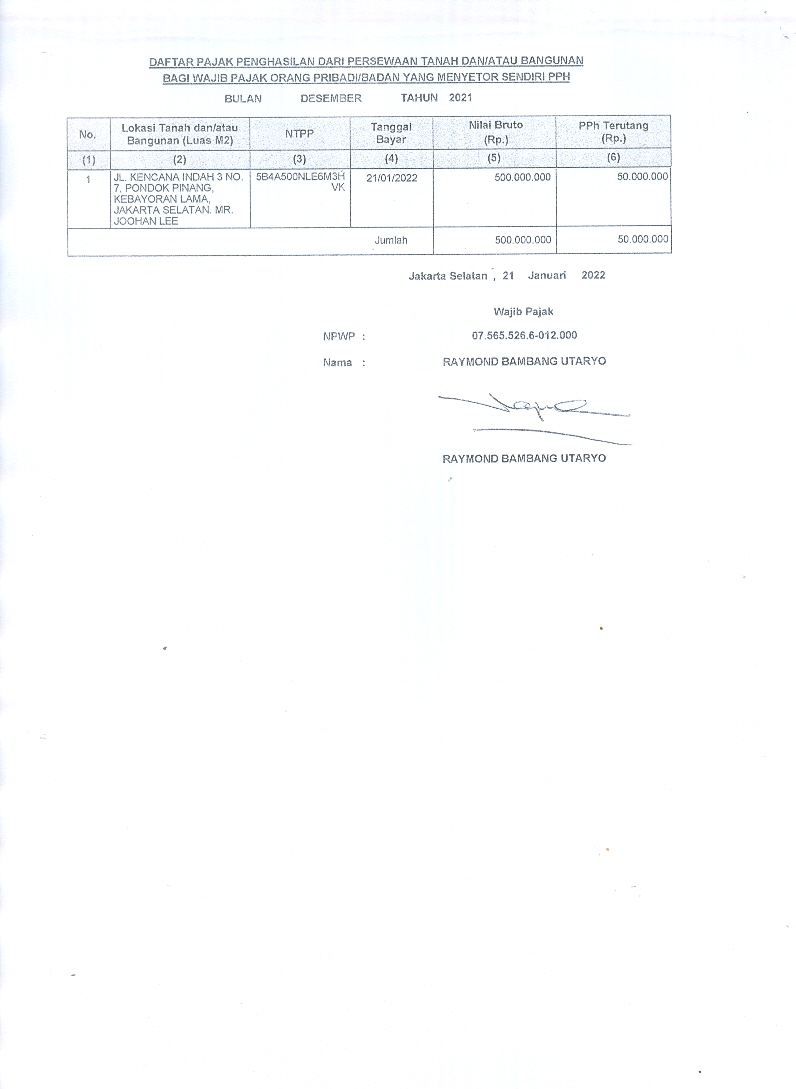 DAFTAR PAJAK PENGHASILAN DARI PERSEWAAN TANAH DAN/ATAU BANGUNAN
BAGI WAJIB PAJAK ORANG PRIBADI/BADAN YANG MENYETOR SENDIRI PPH
BULAN DESEMBER TAHUN 2021
No. Lokasi Tanah dan/atau Bangunan (Luas M2) NTPP Tanggal Bayar Nilai Bruto (Rp.) PPh Terutang (Rp.)
(1) (2) (3) (4) (5) (6)
1 JL. KENCANA INDAH 3 NO. 5B4A500NLE6M3H 21/01/2022 500.000.000 50.000.000
7, PONDOK PINANG, VK
KEBAYORAN LAMA,
JAKARTA SELATAN. MR.
JOOHAN LEE
Jumlah 500.000.000 50.000.000
Jakarta Selatan , 21 Januari 2022
Wajib Pajak
NPWP : 07.565.526.6-012.000
Nama : RAYMOND BAMBANG UTARYO
RAYMOND BAMBANG UTARYO